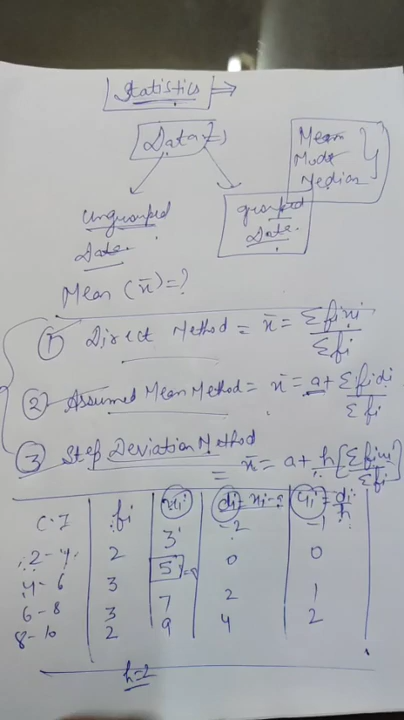 Statistics ⇒
Data ⇒
Mean
Mode
Median
ungrouped
Data.
grouped
Data.
Mean (x̄) = ?
① Direct Method = x̄ = Σfixi / Σfi
② Assumed Mean Method = x̄ = a + Σfidi / Σfi
③ Step Deviation Method
= x̄ = a + h [Σfiui / Σfi]
C.I fi xi di = xi - a ui = di / h
2 - 4 2 3 -2 -1
4 - 6 3 5 = a 0 0
6 - 8 3 7 2 1
8 - 10 2 9 4 2
h = 2